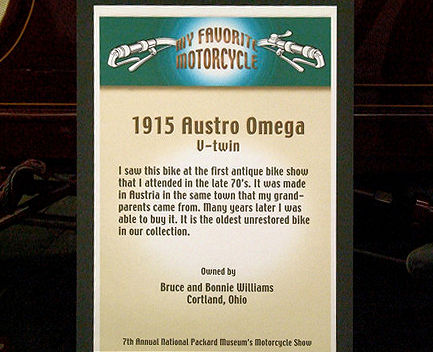 MY FAVORITE
MOTORCYCLE
1915 Austro Omega
V-twin
I saw this bike at the first antique bike show
that I attended in the late 70's. It was made
in Austria in the same town that my grand-
parents came from. Many years later I was
able to buy it. It is the oldest unrestored bike
in our collection.
Owned by
Bruce and Bonnie Williams
Cortland, Ohio
7th Annual National Packard Museum's Motorcycle Show